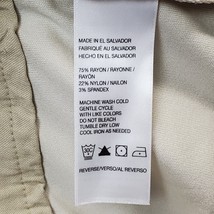 MADE IN EL SALVADOR
FABRIQUÉ AU SALVADOR
HECHO EN EL SALVADOR
75% RAYON / RAYONNE /
RAYÓN
22% NYLON / NAILON
3% SPANDEX
MACHINE WASH COLD
GENTLE CYCLE
WITH LIKE COLORS
DO NOT BLEACH
TUMBLE DRY LOW
COOL IRON AS NEEDED
REVERSE/VERSO/AL REVERSO